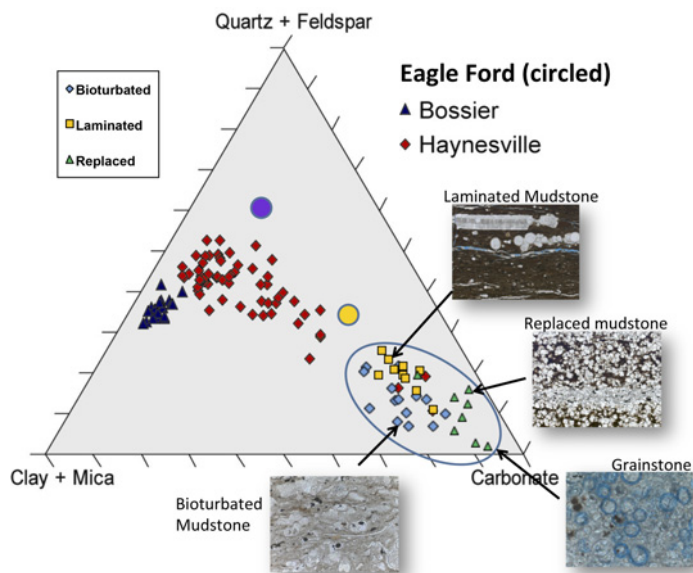 Quartz + Feldspar
Bioturbated
Laminated
Replaced
Eagle Ford (circled)
Bossier
Haynesville
Laminated Mudstone
Replaced mudstone
Clay + Mica
Carbonate
Grainstone
Bioturbated
Mudstone